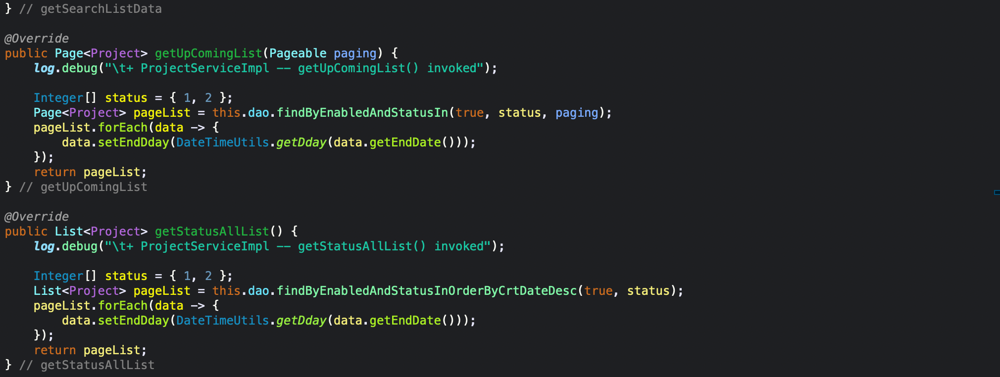 } // getSearchListData
@Override
public Page<Project> getUpComingList(Pageable paging) {
    log.debug("\t+ ProjectServiceImpl -- getUpComingList() invoked");
    Integer[] status = { 1, 2 };
    Page<Project> pageList = this.dao.findByEnabledAndStatusIn(true, status, paging);
    pageList.forEach(data -> {
        data.setEndDday(DateTimeUtils.getDday(data.getEndDate()));
    });
    return pageList;
} // getUpComingList
@Override
public List<Project> getStatusAllList() {
    log.debug("\t+ ProjectServiceImpl -- getStatusAllList() invoked");
    Integer[] status = { 1, 2 };
    List<Project> pageList = this.dao.findByEnabledAndStatusInOrderByCrtDateDesc(true, status);
    pageList.forEach(data -> {
        data.setEndDday(DateTimeUtils.getDday(data.getEndDate()));
    });
    return pageList;
} // getStatusAllList